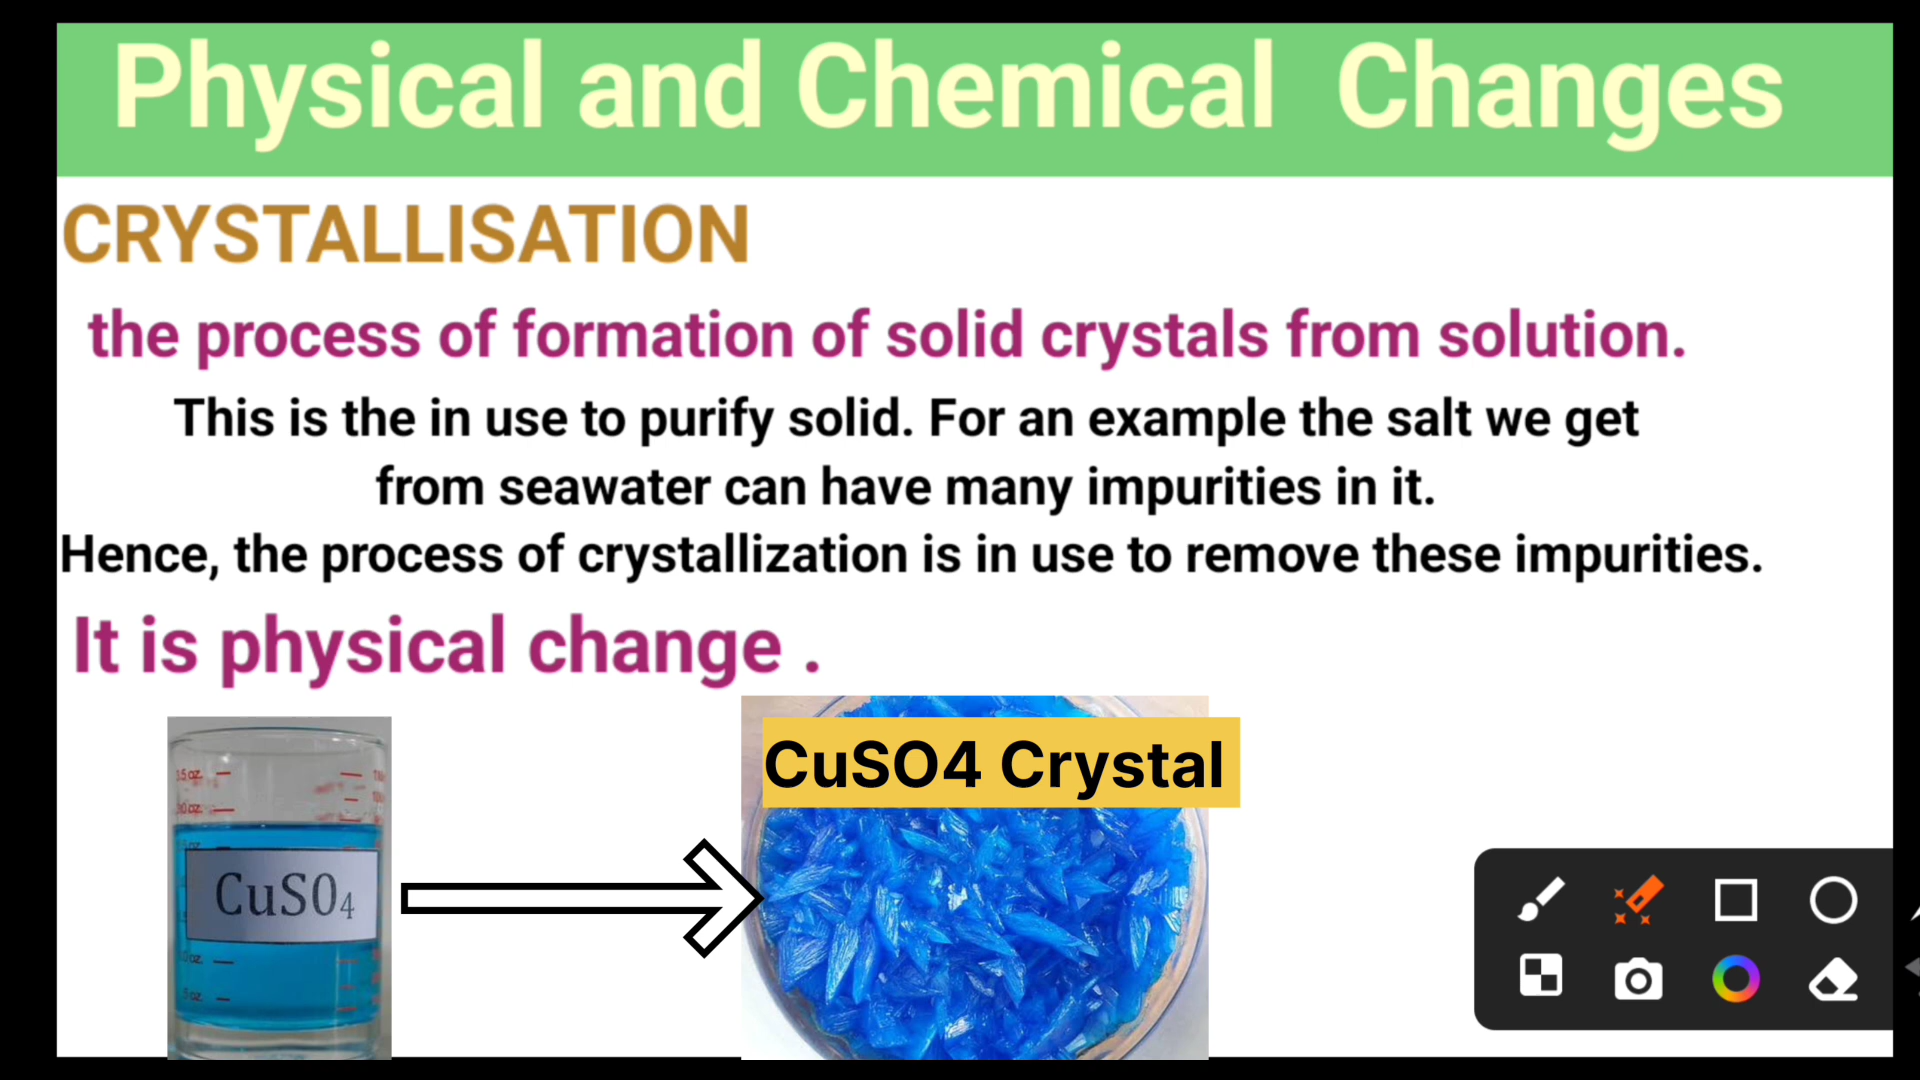 Physical and Chemical Changes
CRYSTALLISATION
the process of formation of solid crystals from solution.
This is the in use to purify solid. For an example the salt we get
from seawater can have many impurities in it.
Hence, the process of crystallization is in use to remove these impurities.
It is physical change .
CuSO4 Crystal
CuSO₄